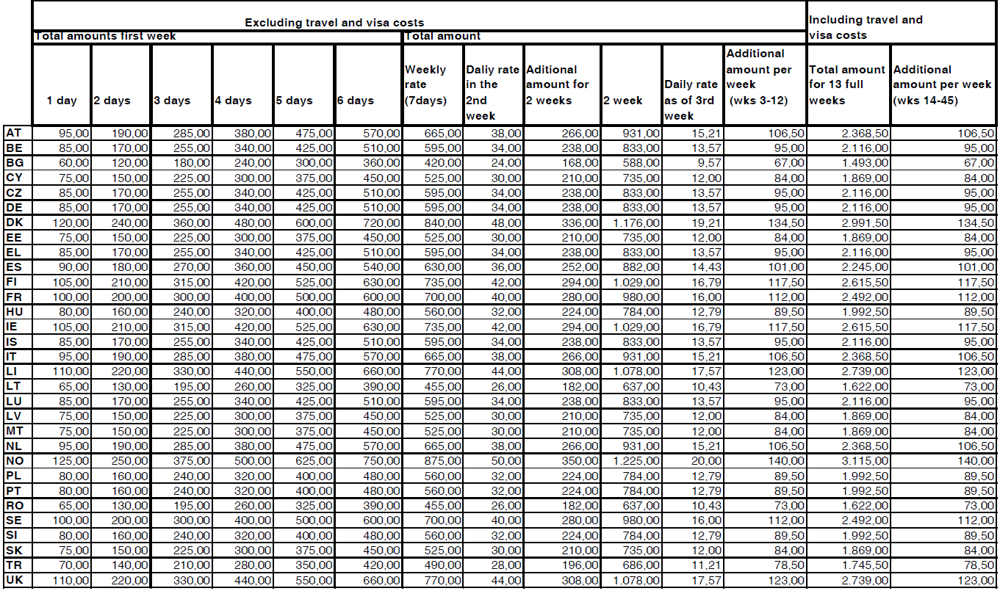 Excluding travel and visa costs
Including travel and
visa costs
Total amounts first week
Total amount
1 day 2 days 3 days 4 days 5 days 6 days Weekly rate (7days) Daliy rate in the 2nd week Aditional amount for 2 weeks 2 week Daily rate as of 3rd week Additional amount per week (wks 3-12) Total amount for 13 full weeks Additional amount per week (wks 14-45)
AT 95,00 190,00 285,00 380,00 475,00 570,00 665,00 38,00 266,00 931,00 15,21 106,50 2.368,50 106,50
BE 85,00 170,00 255,00 340,00 425,00 510,00 595,00 34,00 238,00 833,00 13,57 95,00 2.116,00 95,00
BG 60,00 120,00 180,00 240,00 300,00 360,00 420,00 24,00 168,00 588,00 9,57 67,00 1.493,00 67,00
CY 75,00 150,00 225,00 300,00 375,00 450,00 525,00 30,00 210,00 735,00 12,00 84,00 1.869,00 84,00
CZ 85,00 170,00 255,00 340,00 425,00 510,00 595,00 34,00 238,00 833,00 13,57 95,00 2.116,00 95,00
DE 85,00 170,00 255,00 340,00 425,00 510,00 595,00 34,00 238,00 833,00 13,57 95,00 2.116,00 95,00
DK 120,00 240,00 360,00 480,00 600,00 720,00 840,00 48,00 336,00 1.176,00 19,21 134,50 2.991,50 134,50
EE 75,00 150,00 225,00 300,00 375,00 450,00 525,00 30,00 210,00 735,00 12,00 84,00 1.869,00 84,00
EL 85,00 170,00 255,00 340,00 425,00 510,00 595,00 34,00 238,00 833,00 13,57 95,00 2.116,00 95,00
ES 90,00 180,00 270,00 360,00 450,00 540,00 630,00 36,00 252,00 882,00 14,43 101,00 2.245,00 101,00
FI 105,00 210,00 315,00 420,00 525,00 630,00 735,00 42,00 294,00 1.029,00 16,79 117,50 2.615,50 117,50
FR 100,00 200,00 300,00 400,00 500,00 600,00 700,00 40,00 280,00 980,00 16,00 112,00 2.492,00 112,00
HU 80,00 160,00 240,00 320,00 400,00 480,00 560,00 32,00 224,00 784,00 12,79 89,50 1.992,50 89,50
IE 105,00 210,00 315,00 420,00 525,00 630,00 735,00 42,00 294,00 1.029,00 16,79 117,50 2.615,50 117,50
IS 85,00 170,00 255,00 340,00 425,00 510,00 595,00 34,00 238,00 833,00 13,57 95,00 2.116,00 95,00
IT 95,00 190,00 285,00 380,00 475,00 570,00 665,00 38,00 266,00 931,00 15,21 106,50 2.368,50 106,50
LI 110,00 220,00 330,00 440,00 550,00 660,00 770,00 44,00 308,00 1.078,00 17,57 123,00 2.739,00 123,00
LT 65,00 130,00 195,00 260,00 325,00 390,00 455,00 26,00 182,00 637,00 10,43 73,00 1.622,00 73,00
LU 85,00 170,00 255,00 340,00 425,00 510,00 595,00 34,00 238,00 833,00 13,57 95,00 2.116,00 95,00
LV 75,00 150,00 225,00 300,00 375,00 450,00 525,00 30,00 210,00 735,00 12,00 84,00 1.869,00 84,00
MT 75,00 150,00 225,00 300,00 375,00 450,00 525,00 30,00 210,00 735,00 12,00 84,00 1.869,00 84,00
NL 95,00 190,00 285,00 380,00 475,00 570,00 665,00 38,00 266,00 931,00 15,21 106,50 2.368,50 106,50
NO 125,00 250,00 375,00 500,00 625,00 750,00 875,00 50,00 350,00 1.225,00 20,00 140,00 3.115,00 140,00
PL 80,00 160,00 240,00 320,00 400,00 480,00 560,00 32,00 224,00 784,00 12,79 89,50 1.992,50 89,50
PT 80,00 160,00 240,00 320,00 400,00 480,00 560,00 32,00 224,00 784,00 12,79 89,50 1.992,50 89,50
RO 65,00 130,00 195,00 260,00 325,00 390,00 455,00 26,00 182,00 637,00 10,43 73,00 1.622,00 73,00
SE 100,00 200,00 300,00 400,00 500,00 600,00 700,00 40,00 280,00 980,00 16,00 112,00 2.492,00 112,00
SI 80,00 160,00 240,00 320,00 400,00 480,00 560,00 32,00 224,00 784,00 12,79 89,50 1.992,50 89,50
SK 75,00 150,00 225,00 300,00 375,00 450,00 525,00 30,00 210,00 735,00 12,00 84,00 1.869,00 84,00
TR 70,00 140,00 210,00 280,00 350,00 420,00 490,00 28,00 196,00 686,00 11,21 78,50 1.745,50 78,50
UK 110,00 220,00 330,00 440,00 550,00 660,00 770,00 44,00 308,00 1.078,00 17,57 123,00 2.739,00 123,00